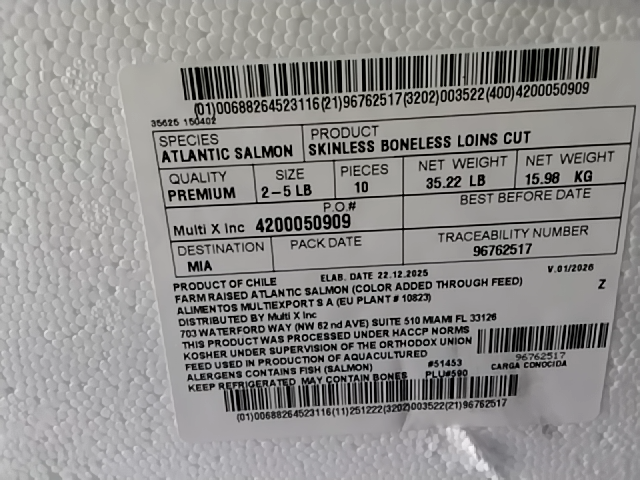 (01)00688264523116(21)96762517(3202)003522(400)4200050909
35625 150402
SPECIES
ATLANTIC SALMON
PRODUCT
SKINLESS BONELESS LOINS CUT
QUALITY
PREMIUM
SIZE
2-5 LB
PIECES
10
NET WEIGHT
35.22 LB
NET WEIGHT
15.98 KG
P.O.#
Multi X Inc 4200050909
BEST BEFORE DATE
DESTINATION
MIA
PACK DATE
TRACEABILITY NUMBER
96762517
PRODUCT OF CHILE
ELAB. DATE 22.12.2025
V.01/2026
FARM RAISED ATLANTIC SALMON (COLOR ADDED THROUGH FEED)
Z
ALIMENTOS MULTIEXPORT S A (EU PLANT # 10823)
DISTRIBUTED BY Multi X Inc
703 WATERFORD WAY (NW 62 nd AVE) SUITE 510 MIAMI FL 33126
THIS PRODUCT WAS PROCESSED UNDER HACCP NORMS
KOSHER UNDER SUPERVISION OF THE ORTHODOX UNION
FEED USED IN PRODUCTION OF AQUACULTURED
ALERGENS CONTAINS FISH (SALMON)
KEEP REFRIGERATED MAY CONTAIN BONES
#51453
PLU#590
96762517
CARGA CONOCIDA
(01)00688264523116(11)251222(3202)003522(21)96762517